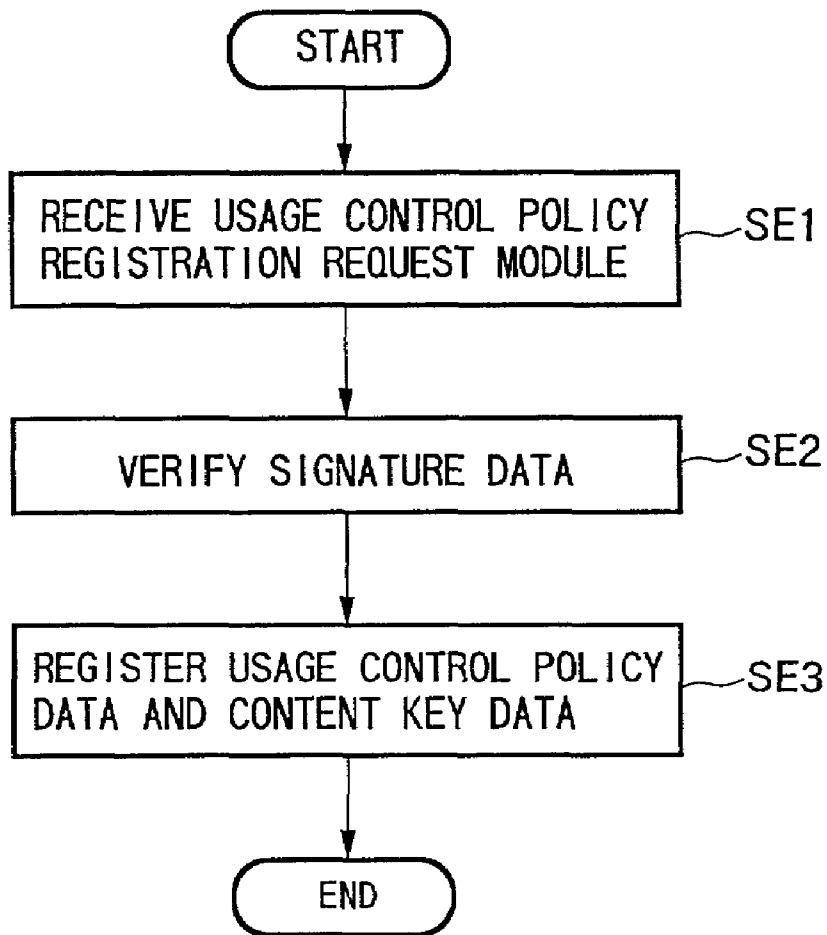 START
RECEIVE USAGE CONTROL POLICY
REGISTRATION REQUEST MODULE
SE1
VERIFY SIGNATURE DATA
SE2
REGISTER USAGE CONTROL POLICY
DATA AND CONTENT KEY DATA
SE3
END